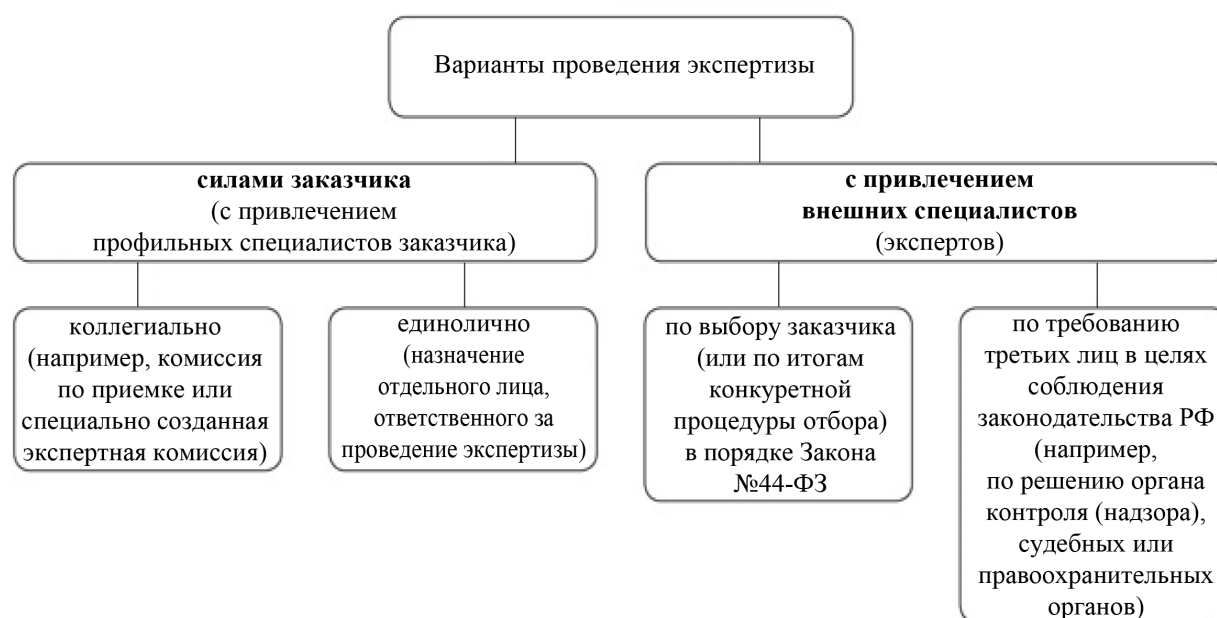 Варианты проведения экспертизы
силами заказчика
(с привлечением
профильных специалистов заказчика)
с привлечением
внешних специалистов
(экспертов)
коллегиально
(например, комиссия
по приемке или
специально созданная
экспертная комиссия)
единолично
(назначение
отдельного лица,
ответственного за
проведение экспертизы)
по выбору заказчика
(или по итогам
конкуретной
процедуры отбора)
в порядке Закона
№44-ФЗ
по требованию
третьих лиц в целях
соблюдения
законодательства РФ
(например,
по решению органа
контроля (надзора),
судебных или
правоохранительных
органов)